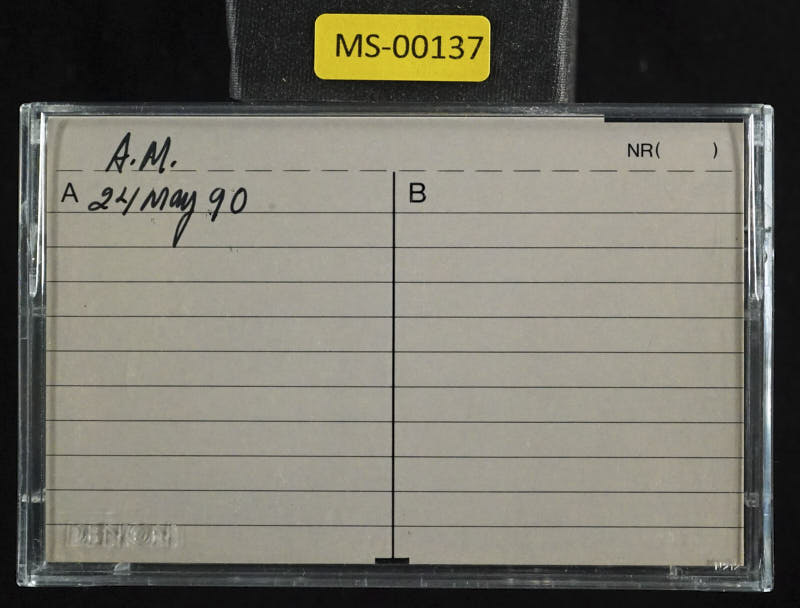 MS-00137
A.M.
NR( )
A 24 May 90
B
DENON